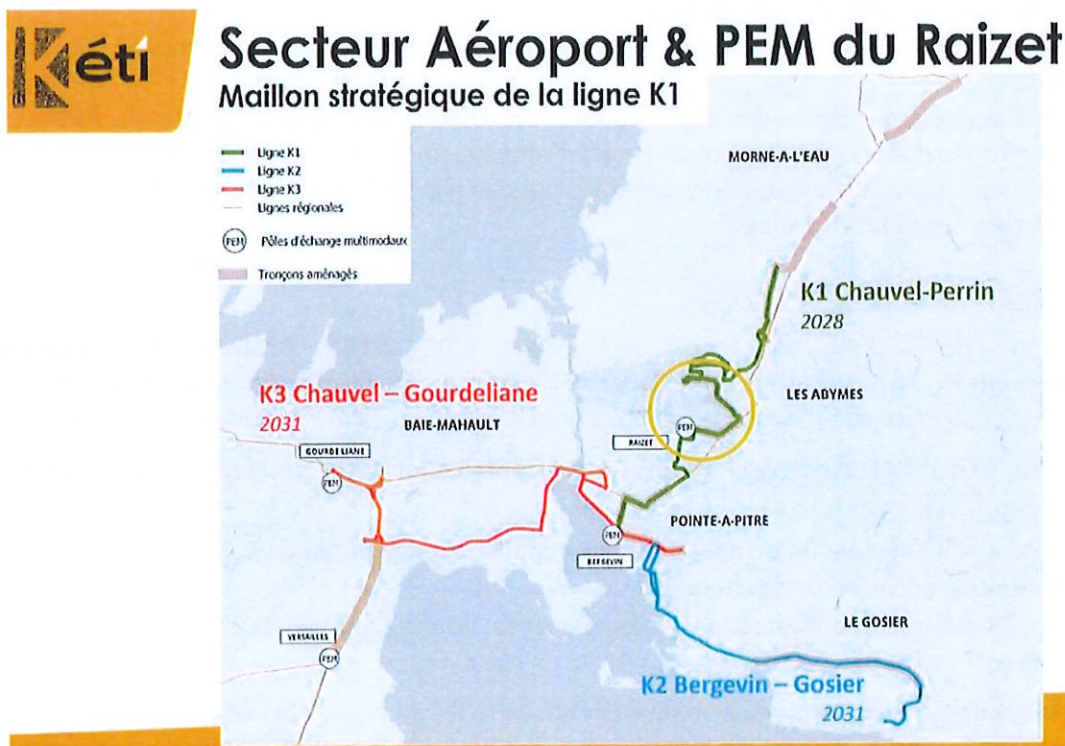 Kéti
Secteur Aéroport & PEM du Raizet
Maillon stratégique de la ligne K1
Ligne K1
Ligne K2
Ligne K3
Lignes régionales
PEM Pôles d'échange multimodaux
Tronçons aménagés
MORNE-A-L'EAU
K1 Chauvel-Perrin
2028
LES ABYMES
K3 Chauvel – Gourdeliane
2031
BAIE-MAHAULT
GOURDELIANE
PEM
RAIZET
PEM
POINTE-A-PITRE
PEM
BERGEVIN
LE GOSIER
VERSAILLES
PEM
K2 Bergevin – Gosier
2031